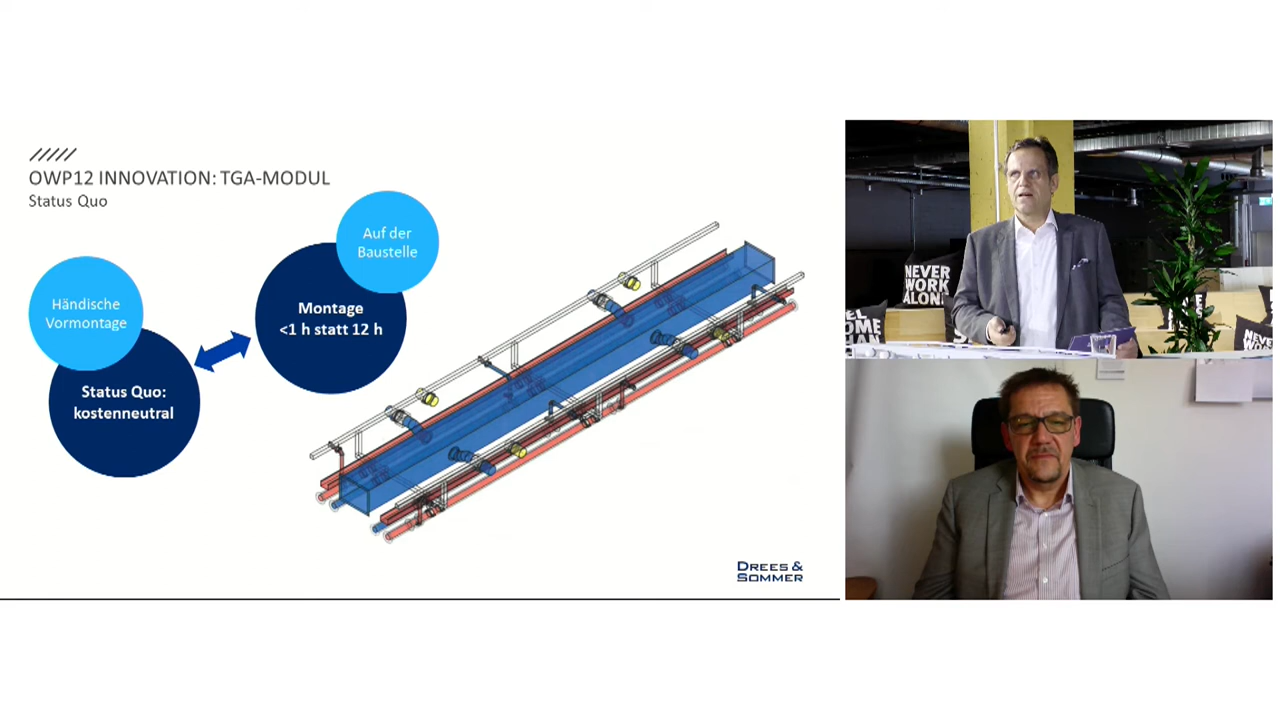 OWP12 INNOVATION: TGA-MODUL
Status Quo
Händische
Vormontage
Status Quo:
kostenneutral
Auf der
Baustelle
Montage
<1 h statt 12 h
DREES &
SOMMER
NEVER
WORK
ALONE